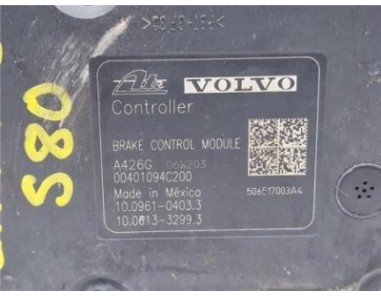 S80
Ate VOLVO
Controller
BRAKE CONTROL MODULE
A426G 06W203
00401094C200
Made in México 506517003A4
10.0961-0403.3
10.0613-3299.3